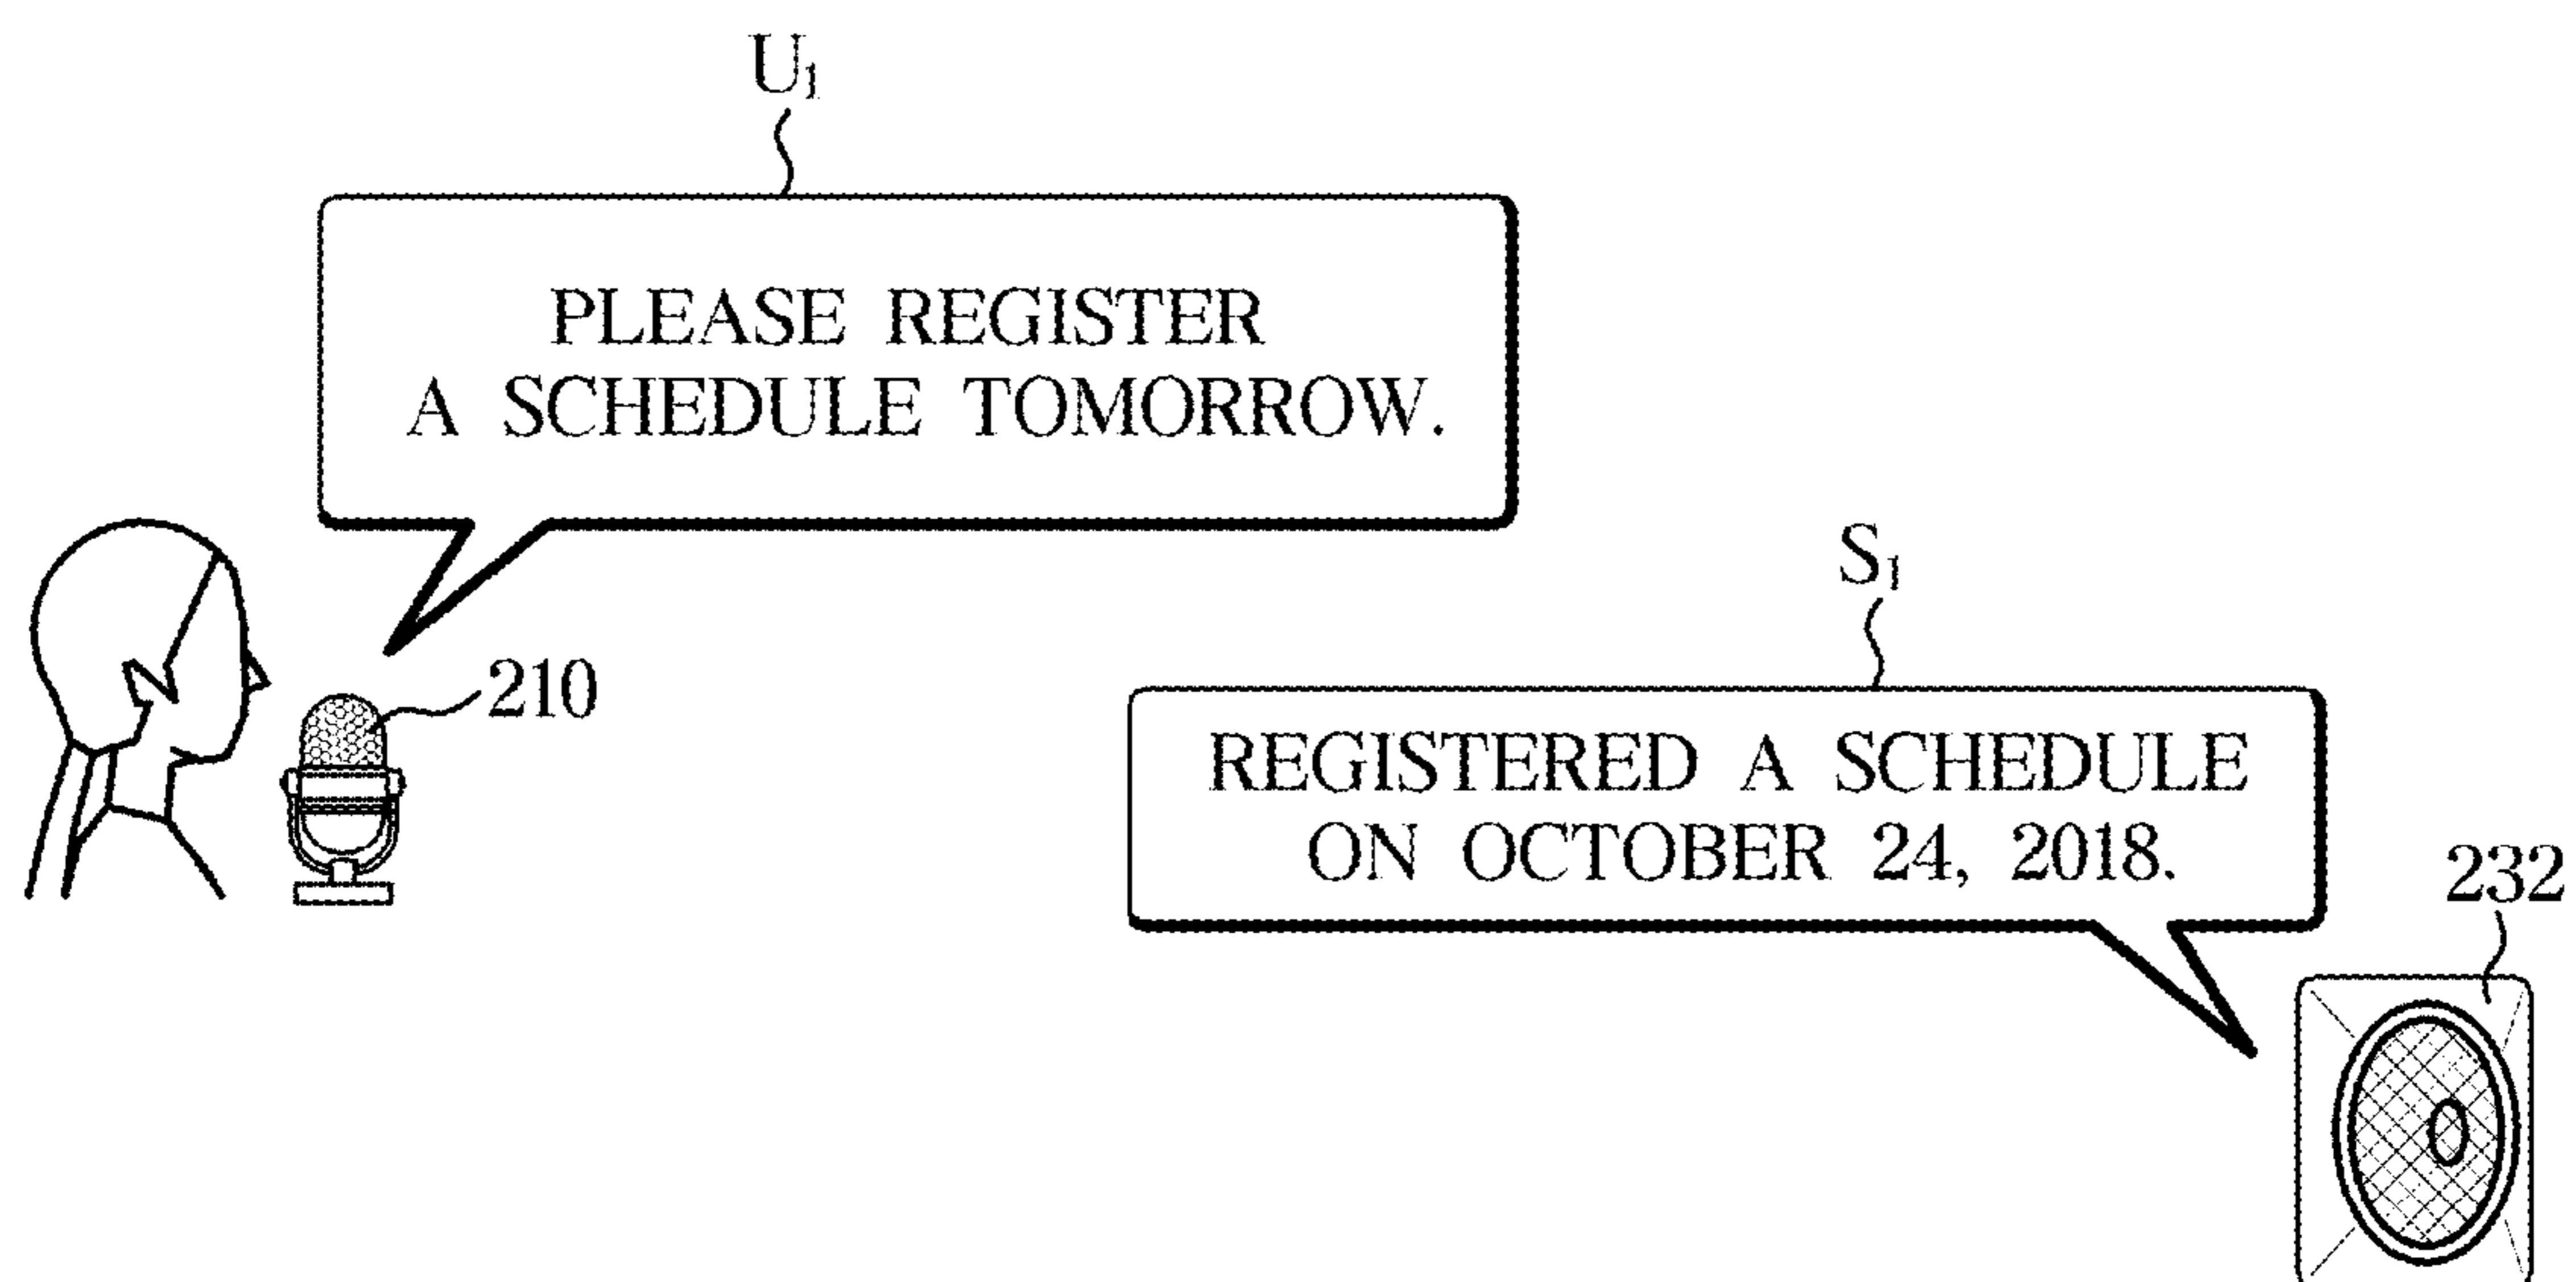 U1
PLEASE REGISTER
A SCHEDULE TOMORROW.
210
S1
REGISTERED A SCHEDULE
ON OCTOBER 24, 2018.
232